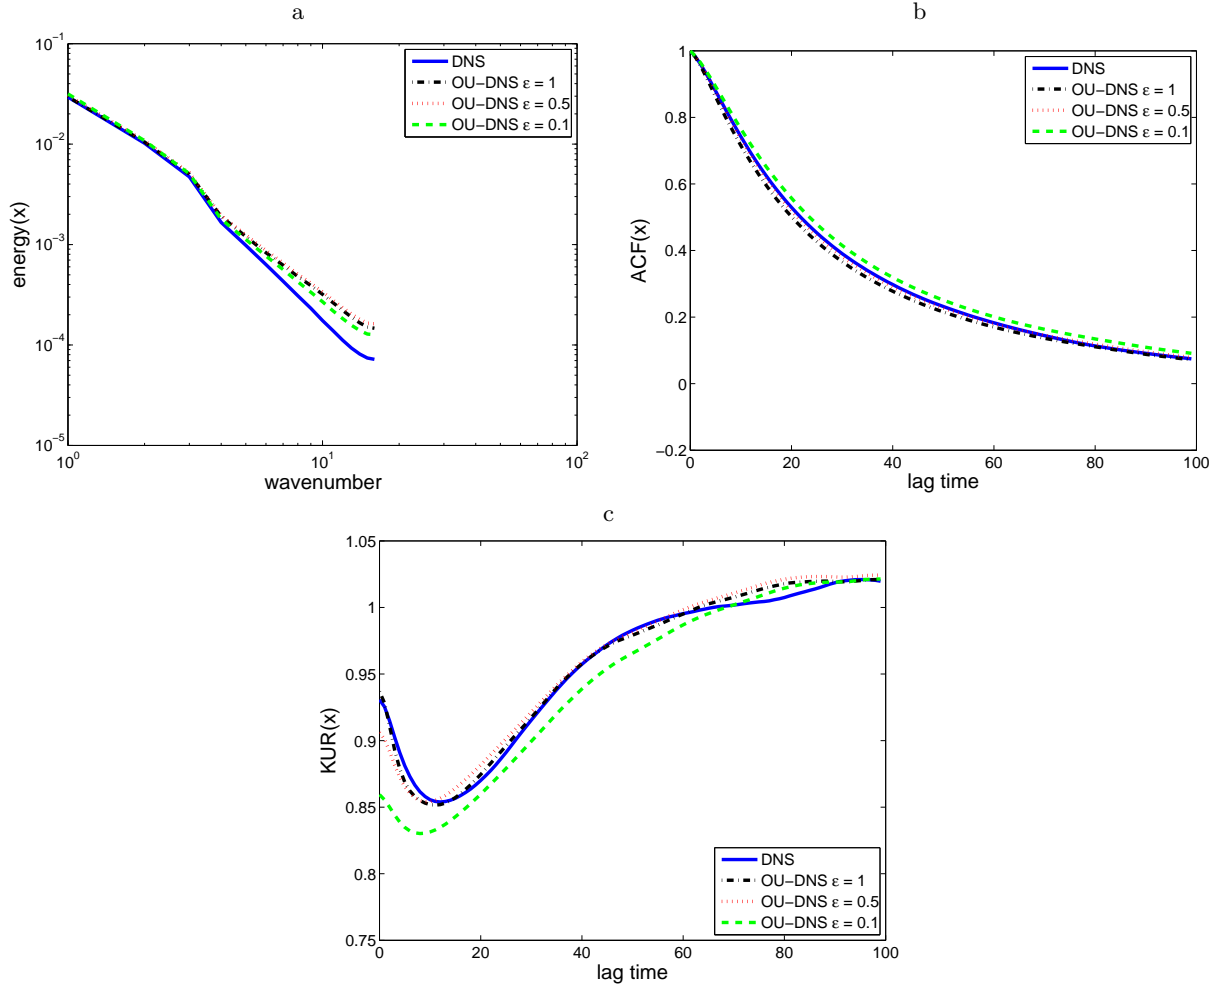 a
10^-1
10^-2
10^-3
10^-4
10^-5
10^0
10^1
10^2
energy(x)
wavenumber
DNS
OU−DNS ε = 1
OU−DNS ε = 0.5
OU−DNS ε = 0.1
b
1
0.8
0.6
0.4
0.2
0
−0.2
0
20
40
60
80
100
ACF(x)
lag time
DNS
OU−DNS ε = 1
OU−DNS ε = 0.5
OU−DNS ε = 0.1
c
1.05
1
0.95
0.9
0.85
0.8
0.75
0
20
40
60
80
100
KUR(x)
lag time
DNS
OU−DNS ε = 1
OU−DNS ε = 0.5
OU−DNS ε = 0.1